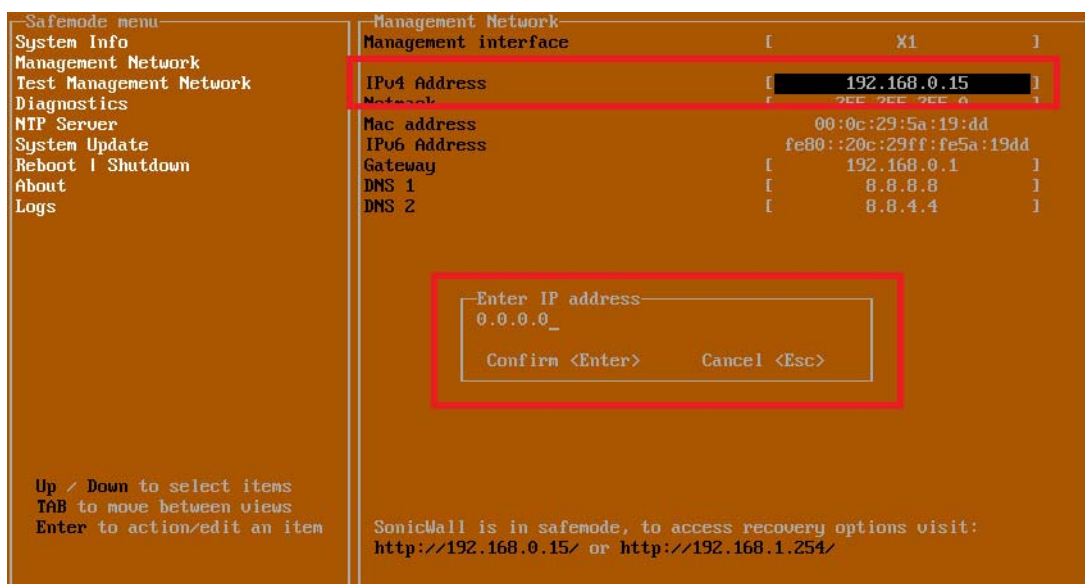 Safemode menu
System Info
Management Network
Test Management Network
Diagnostics
NTP Server
System Update
Reboot | Shutdown
About
Logs
Up / Down to select items
TAB to move between views
Enter to action/edit an item
Management Network
Management interface [ X1 ]
IPv4 Address [ 192.168.0.15 ]
Netmask [ 255.255.255.0 ]
Mac address 00:0c:29:5a:19:dd
IPv6 Address fe80::20c:29ff:fe5a:19dd
Gateway [ 192.168.0.1 ]
DNS 1 [ 8.8.8.8 ]
DNS 2 [ 8.8.4.4 ]
Enter IP address
0.0.0.0_
Confirm <Enter> Cancel <Esc>
SonicWall is in safemode, to access recovery options visit:
http://192.168.0.15/ or http://192.168.1.254/